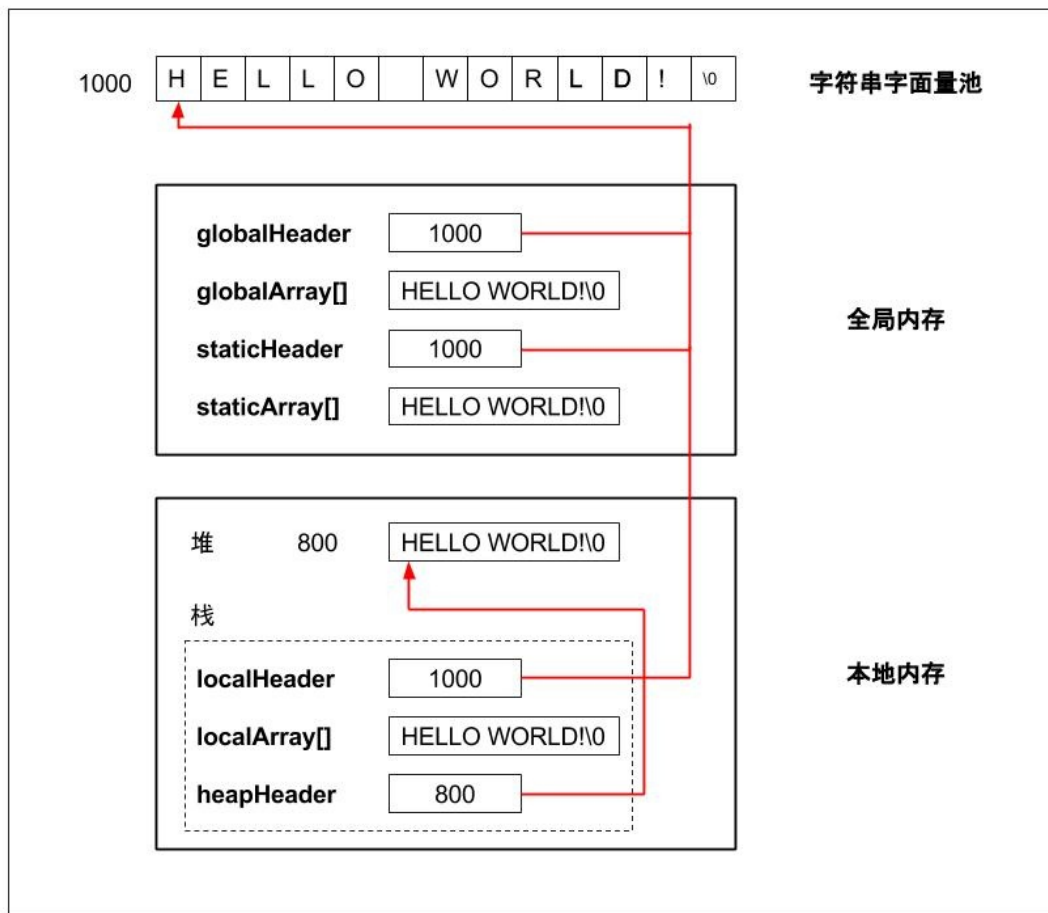 1000 H E L L O W O R L D ! \0 字符串字面量池
globalHeader 1000
globalArray[] HELLO WORLD!\0
全局内存
staticHeader 1000
staticArray[] HELLO WORLD!\0
堆 800 HELLO WORLD!\0
栈
localHeader 1000
本地内存
localArray[] HELLO WORLD!\0
heapHeader 800